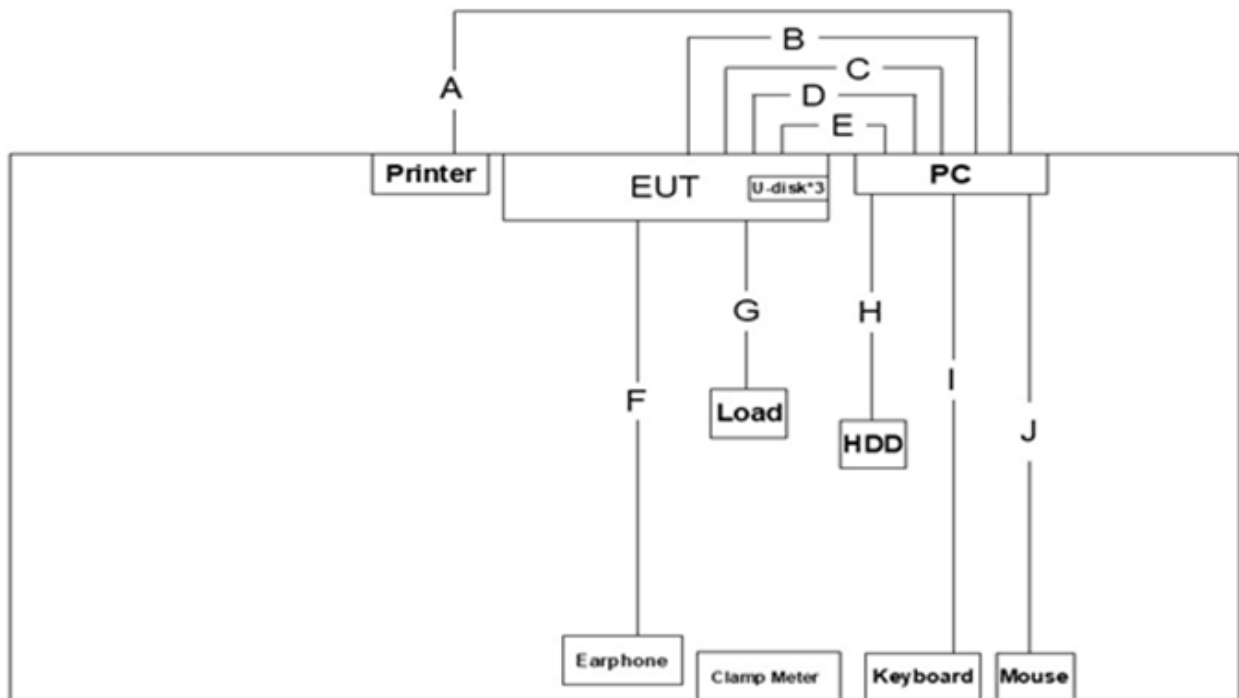 A
B
C
D
E
Printer
EUT
U-disk*3
PC
F
G
H
I
J
Load
HDD
Earphone
Clamp Meter
Keyboard
Mouse